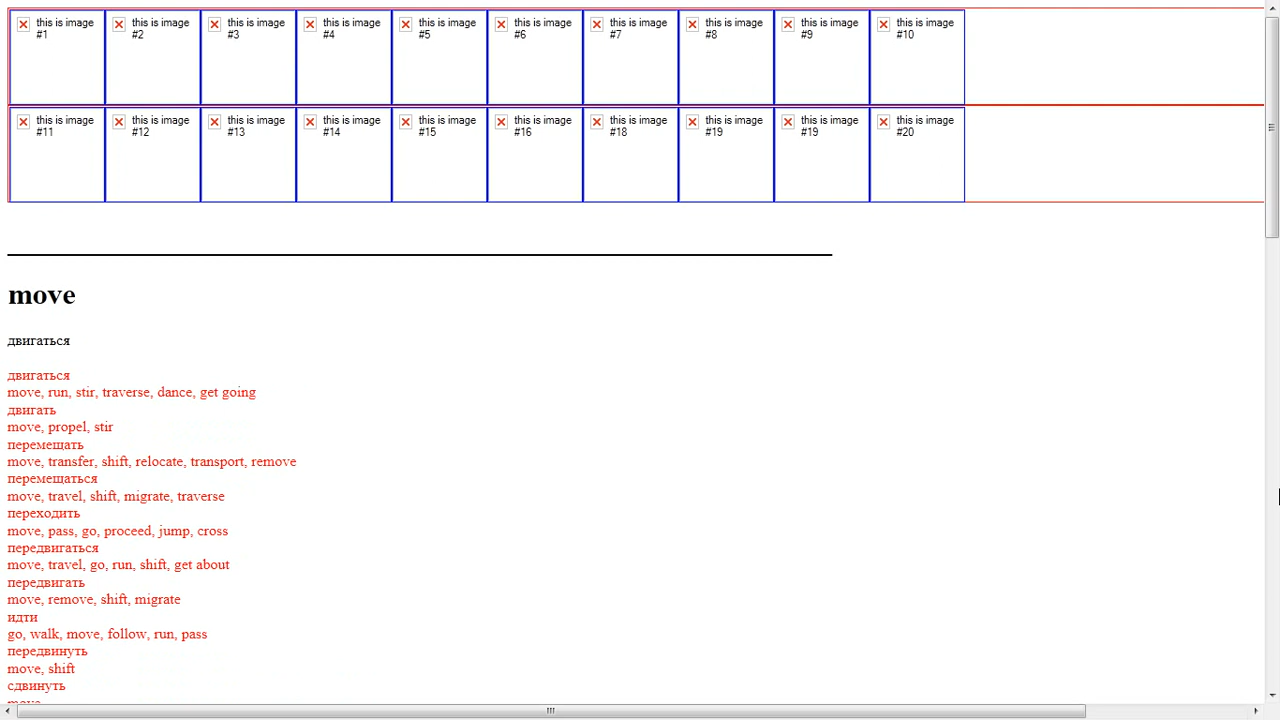 this is image #1 this is image #2 this is image #3 this is image #4 this is image #5 this is image #6 this is image #7 this is image #8 this is image #9 this is image #10
this is image #11 this is image #12 this is image #13 this is image #14 this is image #15 this is image #16 this is image #18 this is image #19 this is image #19 this is image #20
move
двигаться
двигаться
move, run, stir, traverse, dance, get going
двигать
move, propel, stir
перемещать
move, transfer, shift, relocate, transport, remove
перемещаться
move, travel, shift, migrate, traverse
переходить
move, pass, go, proceed, jump, cross
передвигаться
move, travel, go, run, shift, get about
передвигать
move, remove, shift, migrate
идти
go, walk, move, follow, run, pass
передвинуть
move, shift
сдвинуть
move